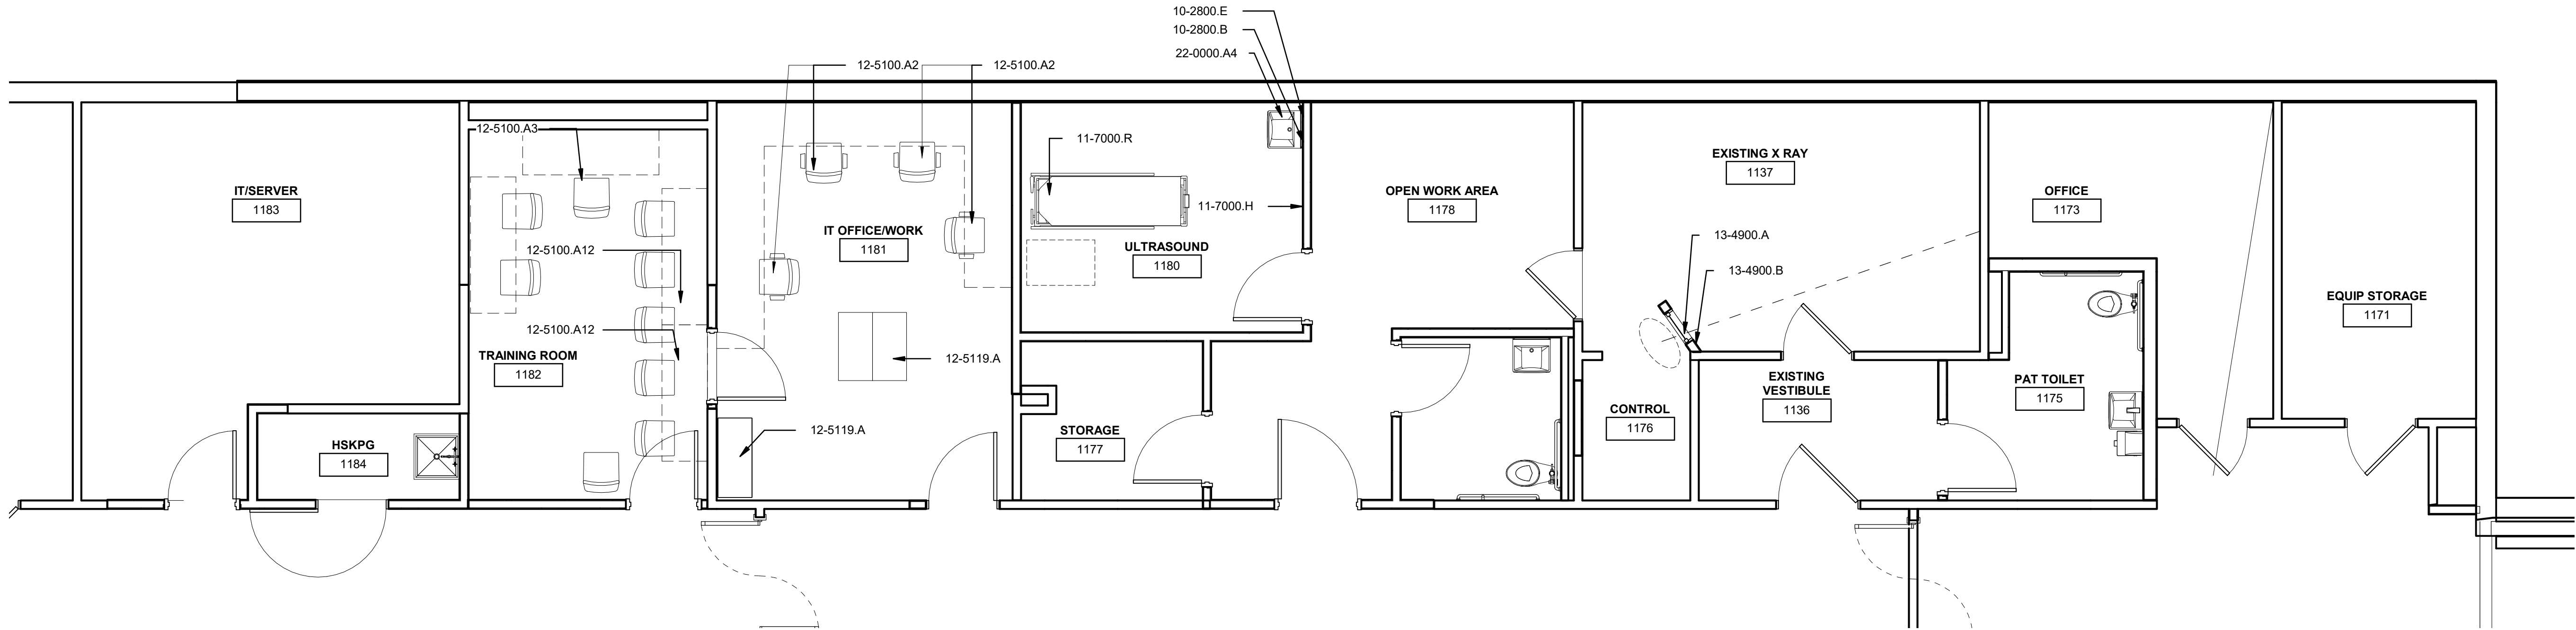 10-2800.E
10-2800.B
22-0000.A4
12-5100.A2
12-5100.A2
12-5100.A3
11-7000.R
11-7000.H
IT/SERVER
1183
12-5100.A12
12-5100.A12
TRAINING ROOM
1182
IT OFFICE/WORK
1181
12-5119.A
12-5119.A
ULTRASOUND
1180
OPEN WORK AREA
1178
EXISTING X RAY
1137
13-4900.A
13-4900.B
OFFICE
1173
EQUIP STORAGE
1171
HSKPG
1184
STORAGE
1177
CONTROL
1176
EXISTING
VESTIBULE
1136
PAT TOILET
1175